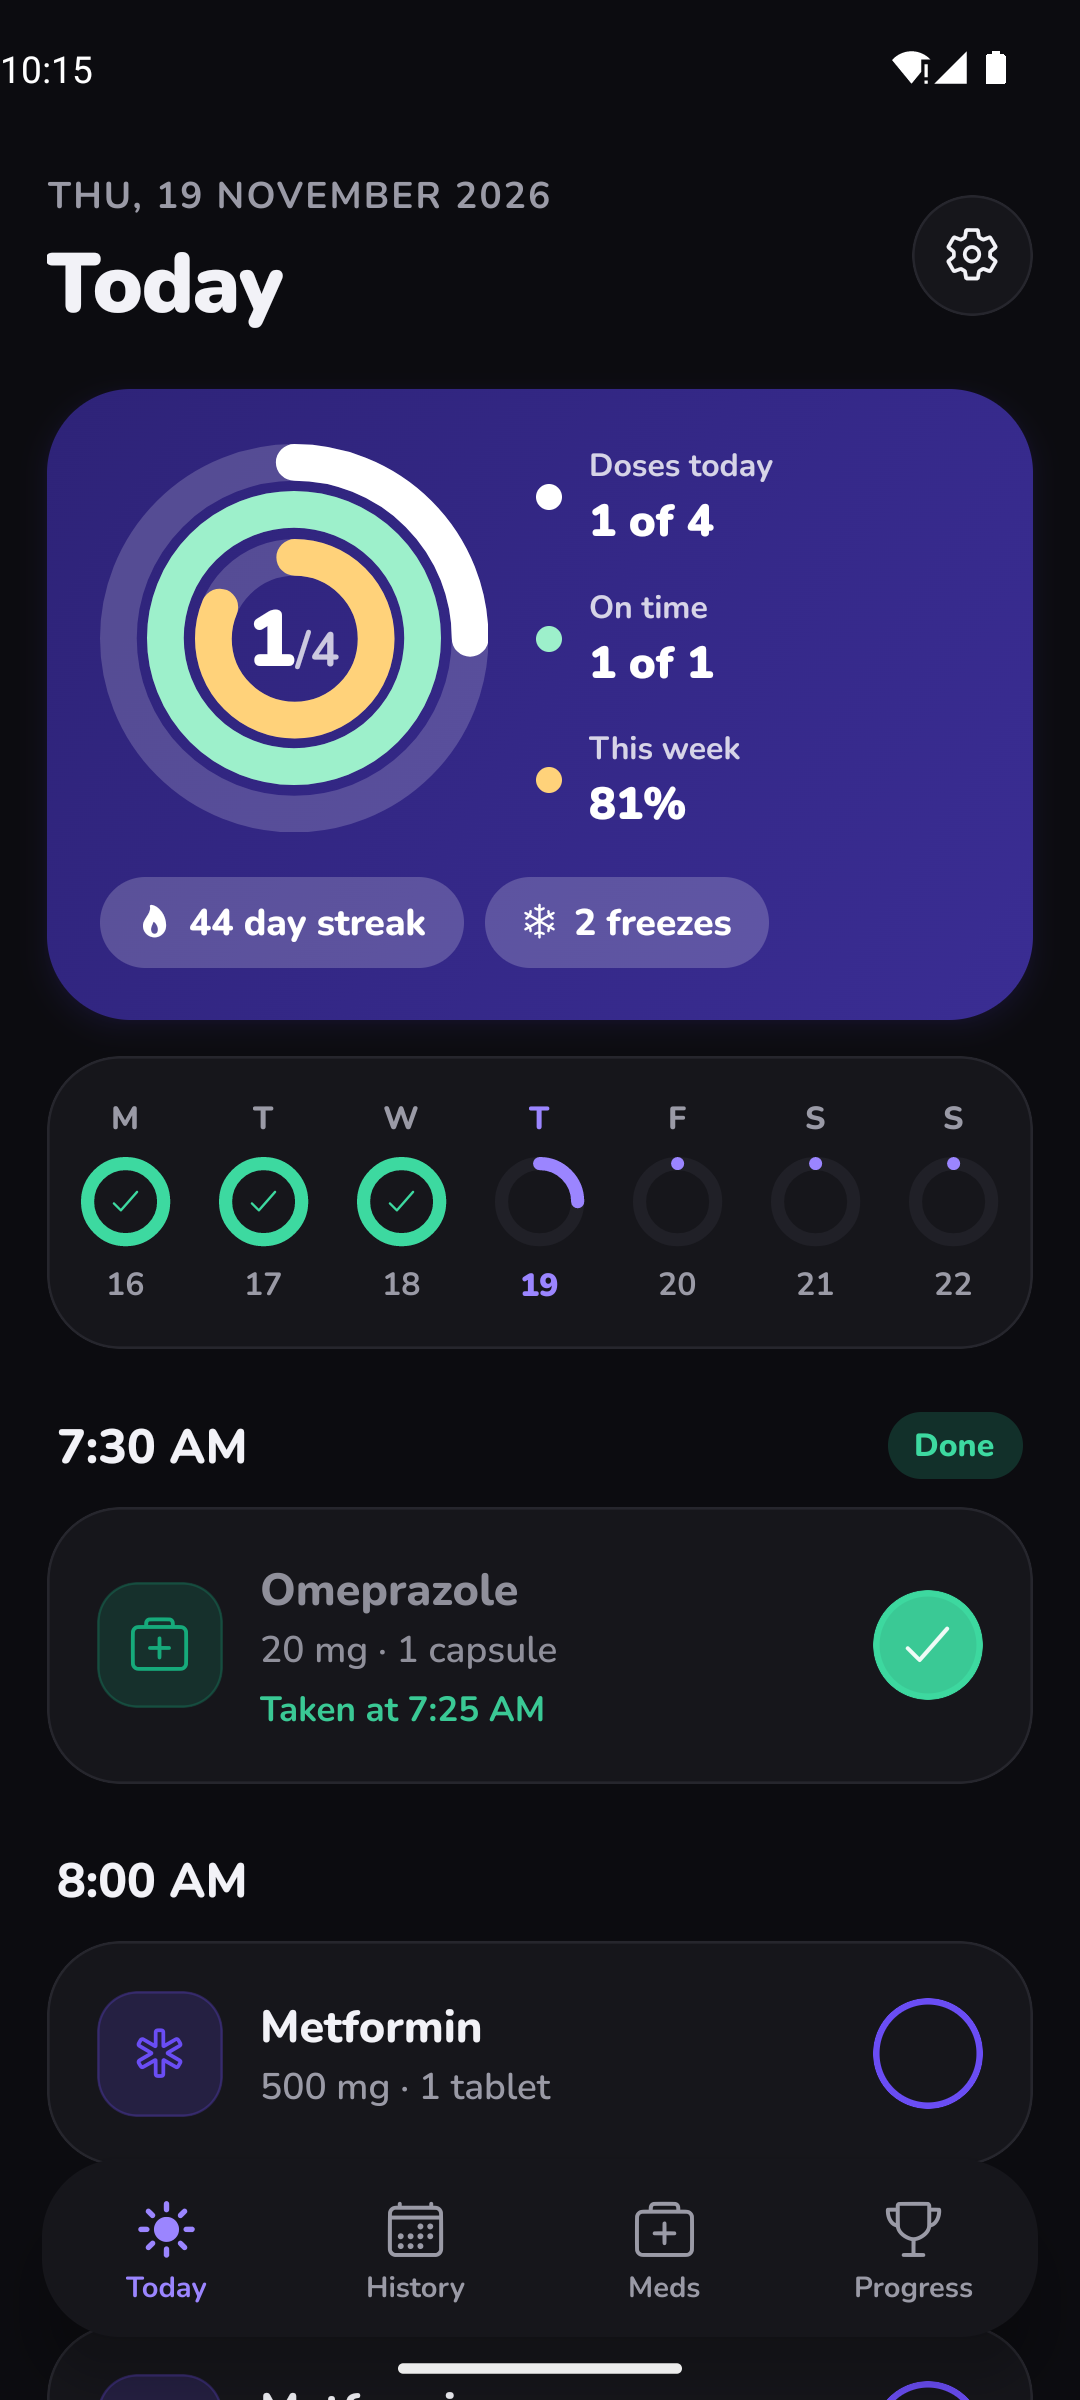 10:15
THU, 19 NOVEMBER 2026
Today
1/4
Doses today
1 of 4
On time
1 of 1
This week
81%
44 day streak
2 freezes
M T W T F S S
16 17 18 19 20 21 22
7:30 AM
Done
Omeprazole
20 mg · 1 capsule
Taken at 7:25 AM
8:00 AM
Metformin
500 mg · 1 tablet
Today History Meds Progress